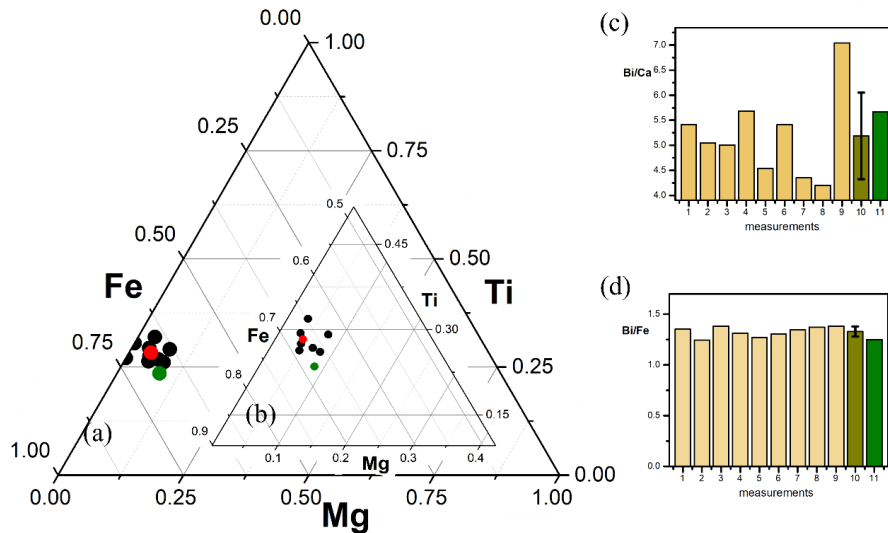 0.00
1.00
0.25
0.75
0.50
0.50
Fe
Ti
0.75
0.25
1.00
0.00
0.00
0.25
0.50
0.75
1.00
Mg
(a)
0.5
0.45
0.6
Ti
0.7
0.30
Fe
0.8
0.15
0.9
(b)
0.1
0.2
0.3
0.4
Mg
(c)
7.0
Bi/Ca
6.5
6.0
5.5
5.0
4.5
4.0
1 2 3 4 5 6 7 8 9 10 11
measurements
(d)
1.5
Bi/Fe
1.0
0.5
0.0
1 2 3 4 5 6 7 8 9 10 11
measurements